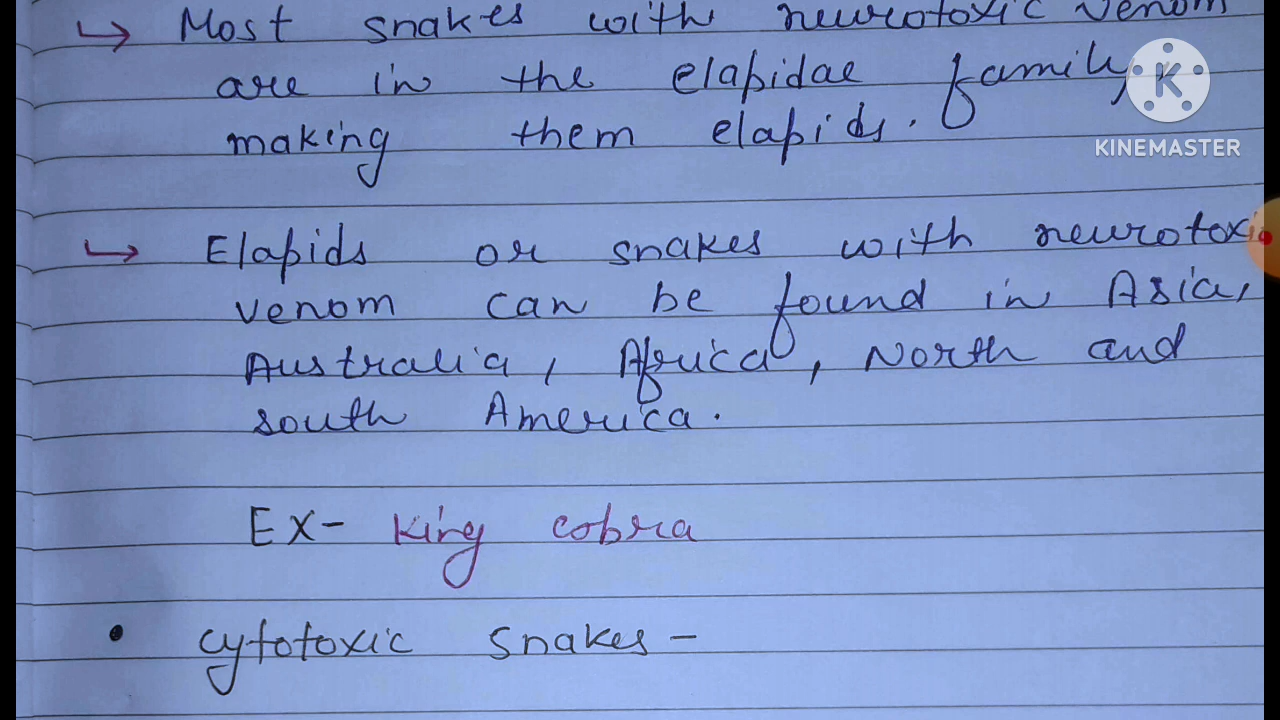 ↳ Most snakes with neurotoxic venom
are in the elapidae family
making them elapids.
↳ Elapids or snakes with neurotoxic
venom can be found in Asia,
Australia, Africa, North and
south America.
EX- King cobra
• cytotoxic snakes-
KINEMASTER